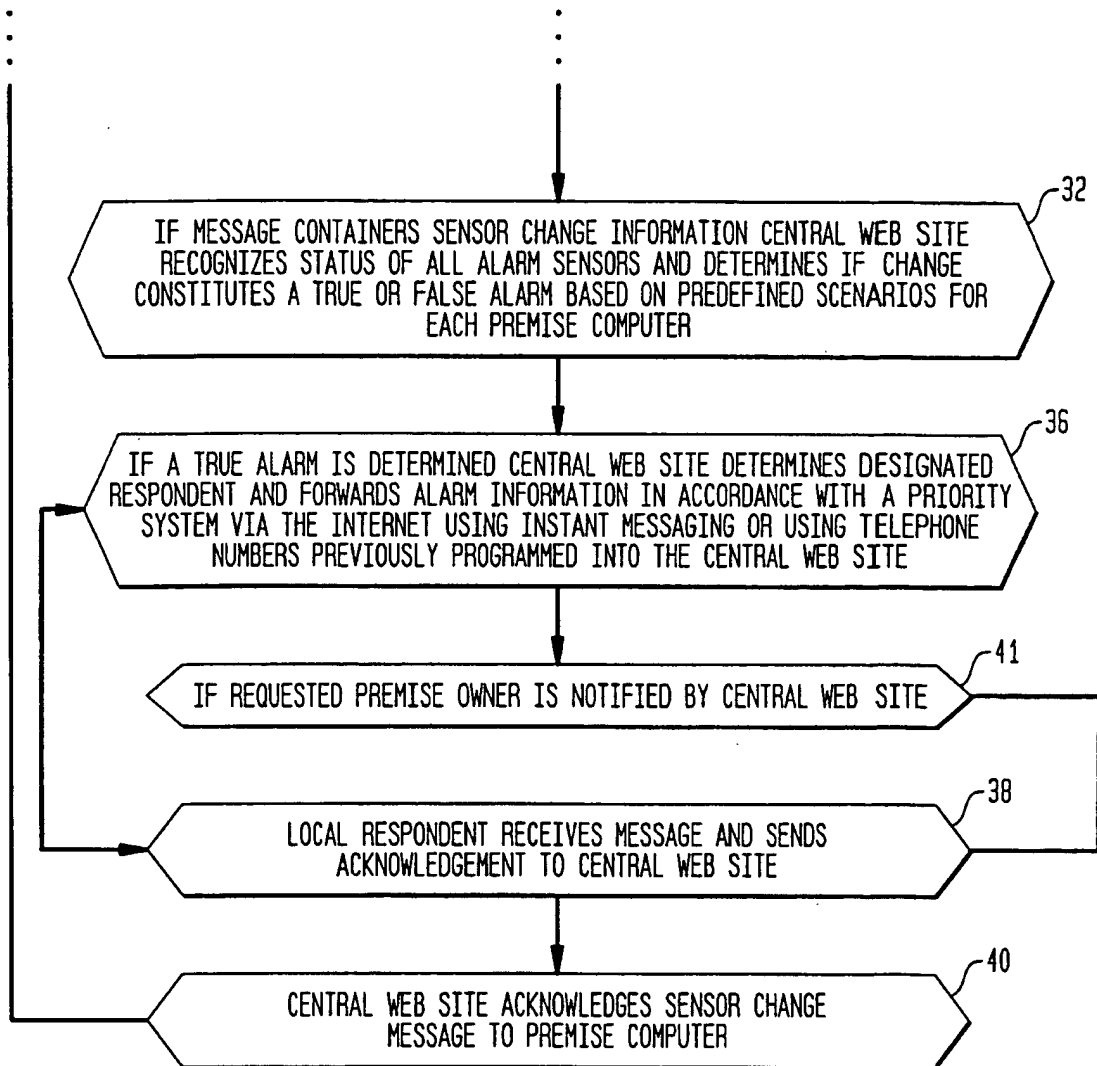 32
IF MESSAGE CONTAINERS SENSOR CHANGE INFORMATION CENTRAL WEB SITE
RECOGNIZES STATUS OF ALL ALARM SENSORS AND DETERMINES IF CHANGE
CONSTITUTES A TRUE OR FALSE ALARM BASED ON PREDEFINED SCENARIOS FOR
EACH PREMISE COMPUTER
36
IF A TRUE ALARM IS DETERMINED CENTRAL WEB SITE DETERMINES DESIGNATED
RESPONDENT AND FORWARDS ALARM INFORMATION IN ACCORDANCE WITH A PRIORITY
SYSTEM VIA THE INTERNET USING INSTANT MESSAGING OR USING TELEPHONE
NUMBERS PREVIOUSLY PROGRAMMED INTO THE CENTRAL WEB SITE
41
IF REQUESTED PREMISE OWNER IS NOTIFIED BY CENTRAL WEB SITE
38
LOCAL RESPONDENT RECEIVES MESSAGE AND SENDS
ACKNOWLEDGEMENT TO CENTRAL WEB SITE
40
CENTRAL WEB SITE ACKNOWLEDGES SENSOR CHANGE
MESSAGE TO PREMISE COMPUTER